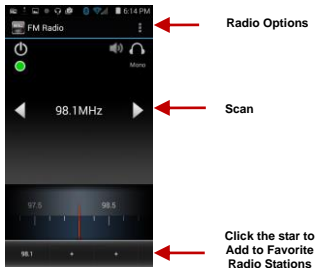 6:14 PM
FM Radio
Radio Options
Mono
98.1MHz
Scan
97.5 98.5
98.1 + +
Click the star to
Add to Favorite
Radio Stations